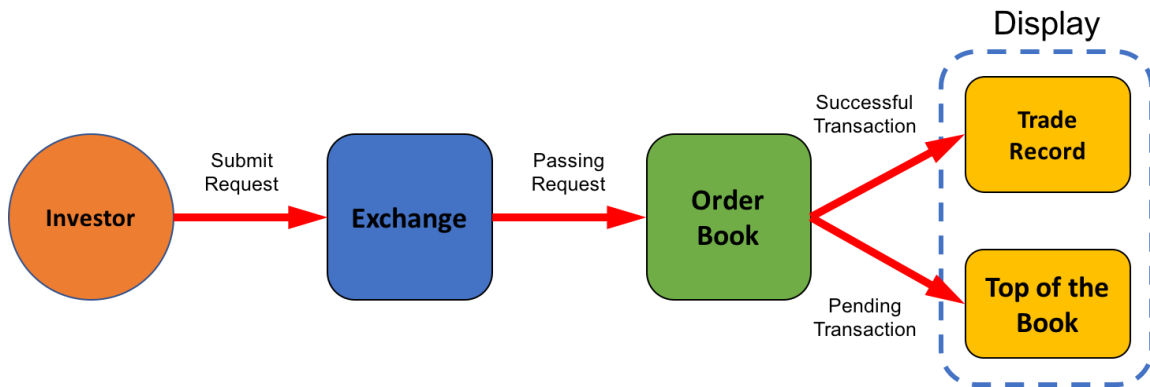 Display
Investor
Submit
Request
Exchange
Passing
Request
Order
Book
Successful
Transaction
Trade
Record
Pending
Transaction
Top of the
Book